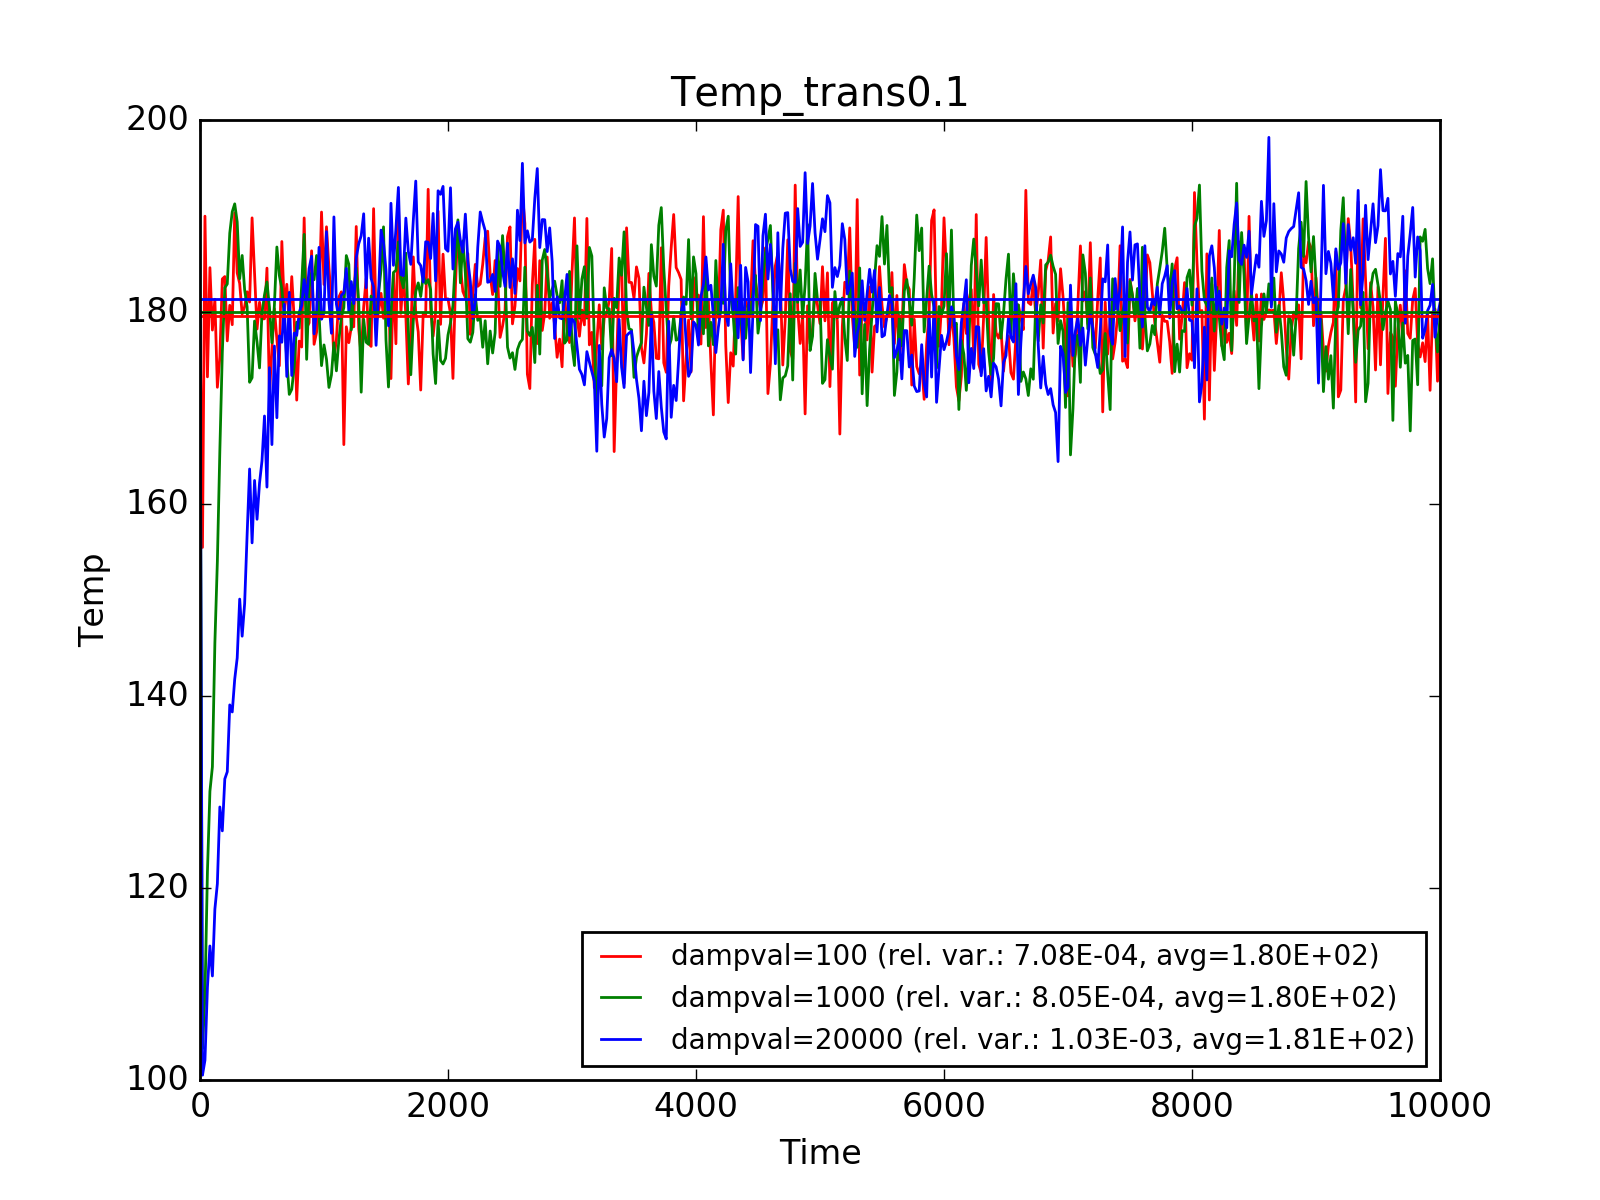 Temp_trans0.1
200
180
160
140
120
100
Temp
dampval=100 (rel. var.: 7.08E-04, avg=1.80E+02)
dampval=1000 (rel. var.: 8.05E-04, avg=1.80E+02)
dampval=20000 (rel. var.: 1.03E-03, avg=1.81E+02)
0 2000 4000 6000 8000 10000
Time